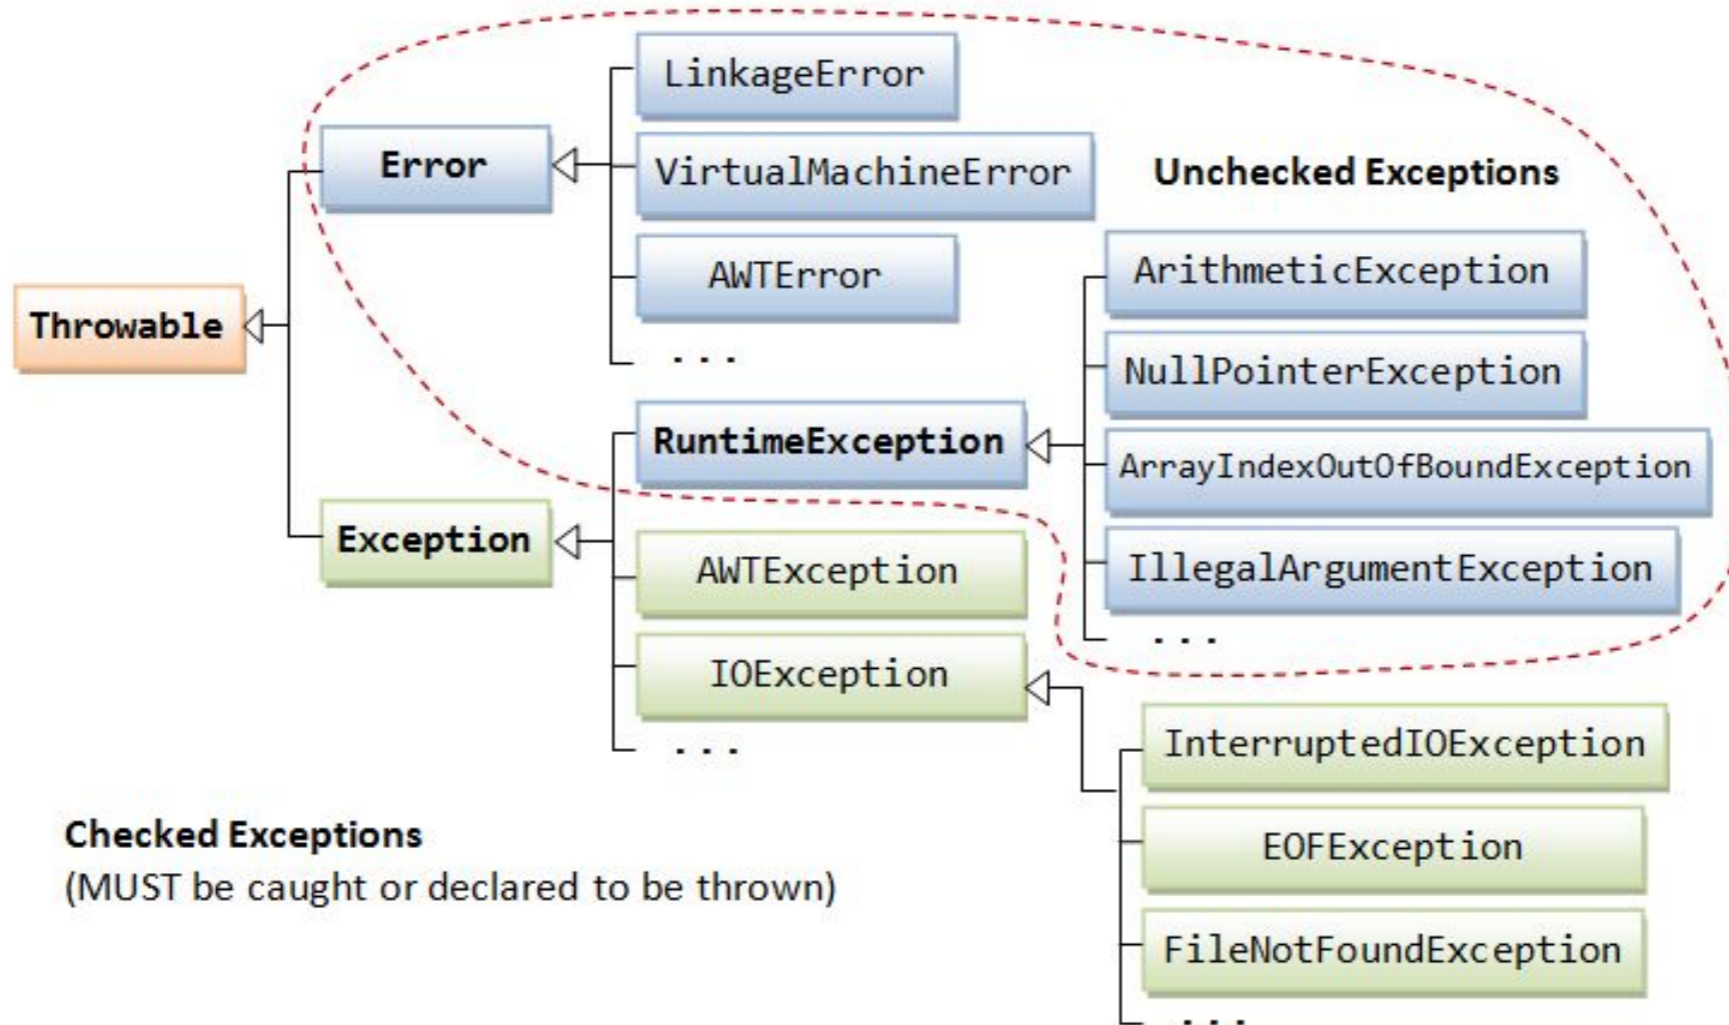 LinkageError
Error
VirtualMachineError
Unchecked Exceptions
AWTError
ArithmeticException
Throwable
...
NullPointerException
RuntimeException
ArrayIndexOutOfBoundException
Exception
AWTException
IllegalArgumentException
...
IOException
...
InterruptedIOException
Checked Exceptions
(MUST be caught or declared to be thrown)
EOFException
FileNotFoundException
...